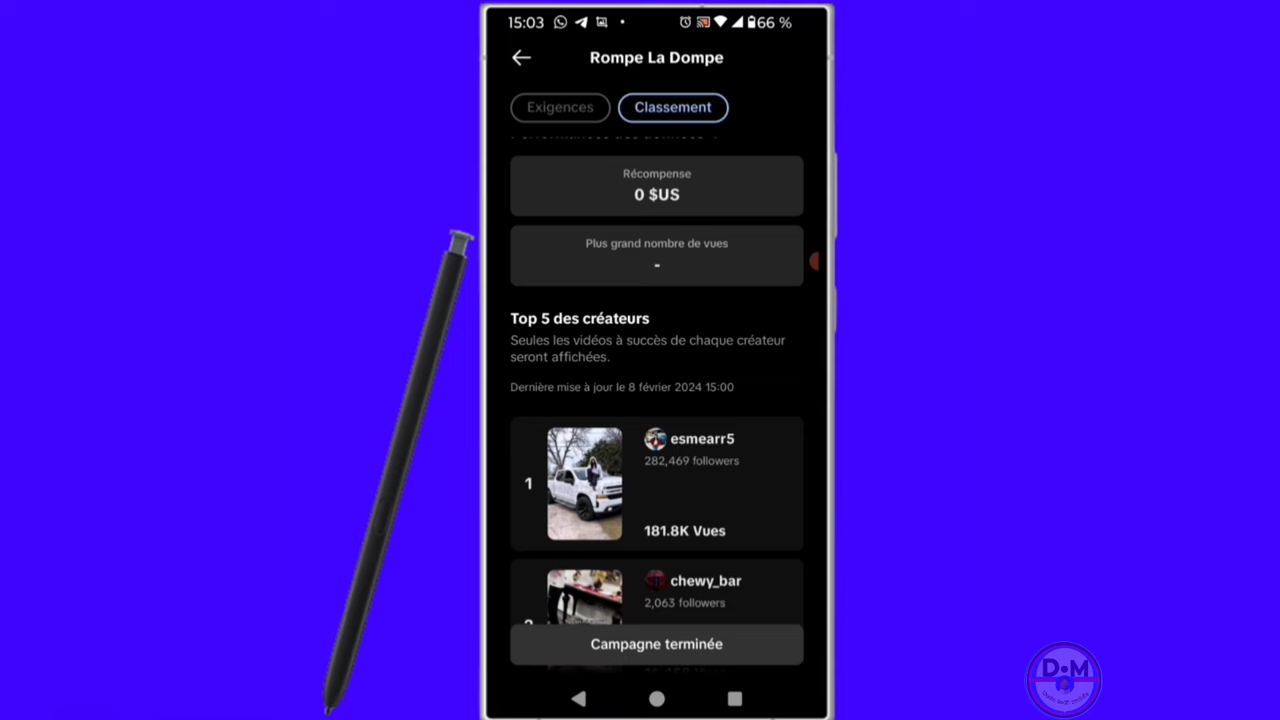 15:03
66 %
Rompe La Dompe
Exigences
Classement
Récompense
0 $US
Plus grand nombre de vues
-
Top 5 des créateurs
Seules les vidéos à succès de chaque créateur
seront affichées.
Dernière mise à jour le 8 février 2024 15:00
1
esmearr5
282,469 followers
181.8K Vues
chewy_bar
2,063 followers
Campagne terminée
D•M